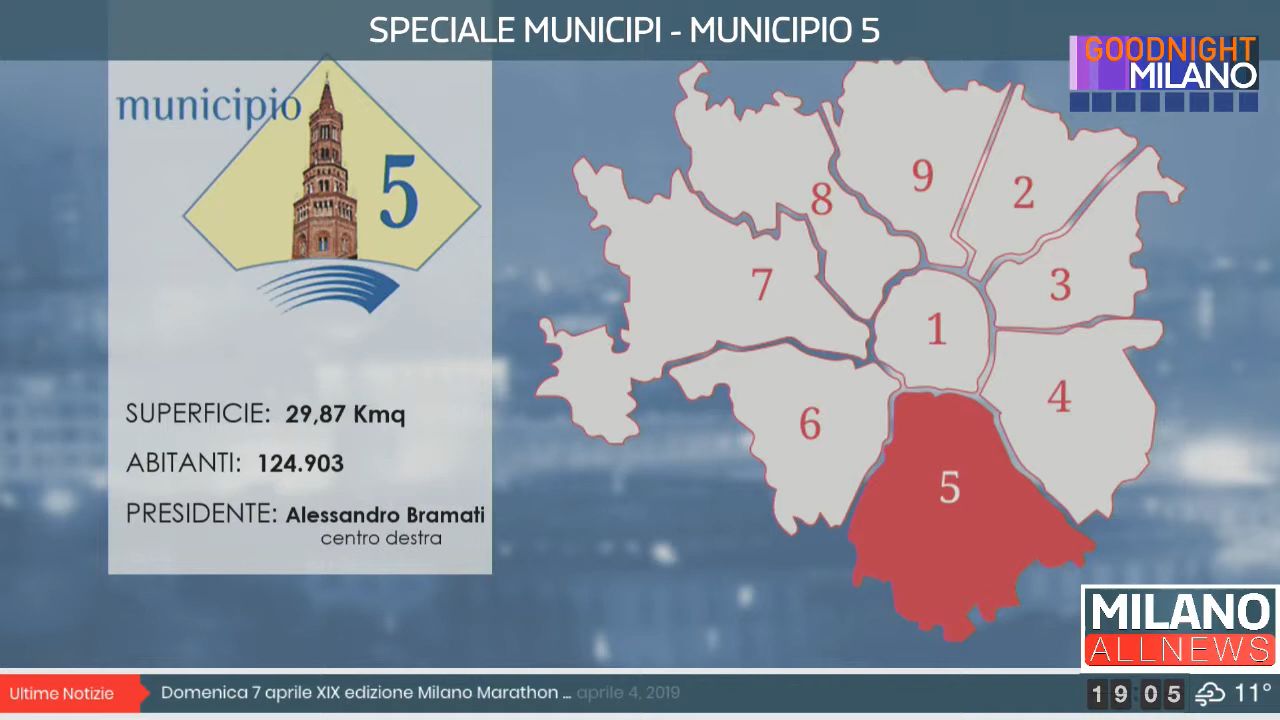 SPECIALE MUNICIPI - MUNICIPIO 5
GOODNIGHT
MILANO
municipio
5
SUPERFICIE: 29,87 Kmq
ABITANTI: 124.903
PRESIDENTE: Alessandro Bramati
centro destra
9
2
8
7
3
1
4
6
5
MILANO
ALLNEWS
Ultime Notizie
Domenica 7 aprile XIX edizione Milano Marathon ... aprile 4, 2019
19:05
11°